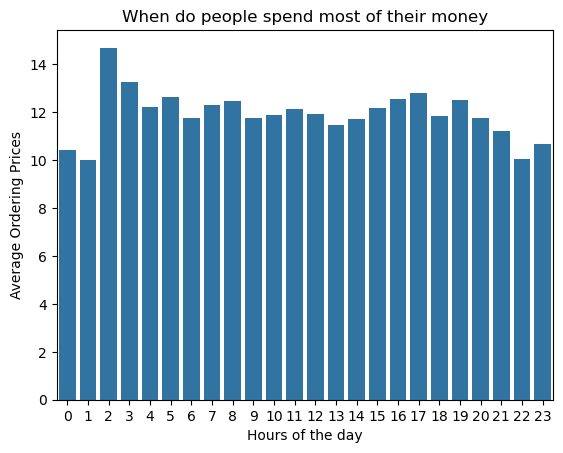 When do people spend most of their money
Average Ordering Prices
14
12
10
8
6
4
2
0
0 1 2 3 4 5 6 7 8 9 10 11 12 13 14 15 16 17 18 19 20 21 22 23
Hours of the day